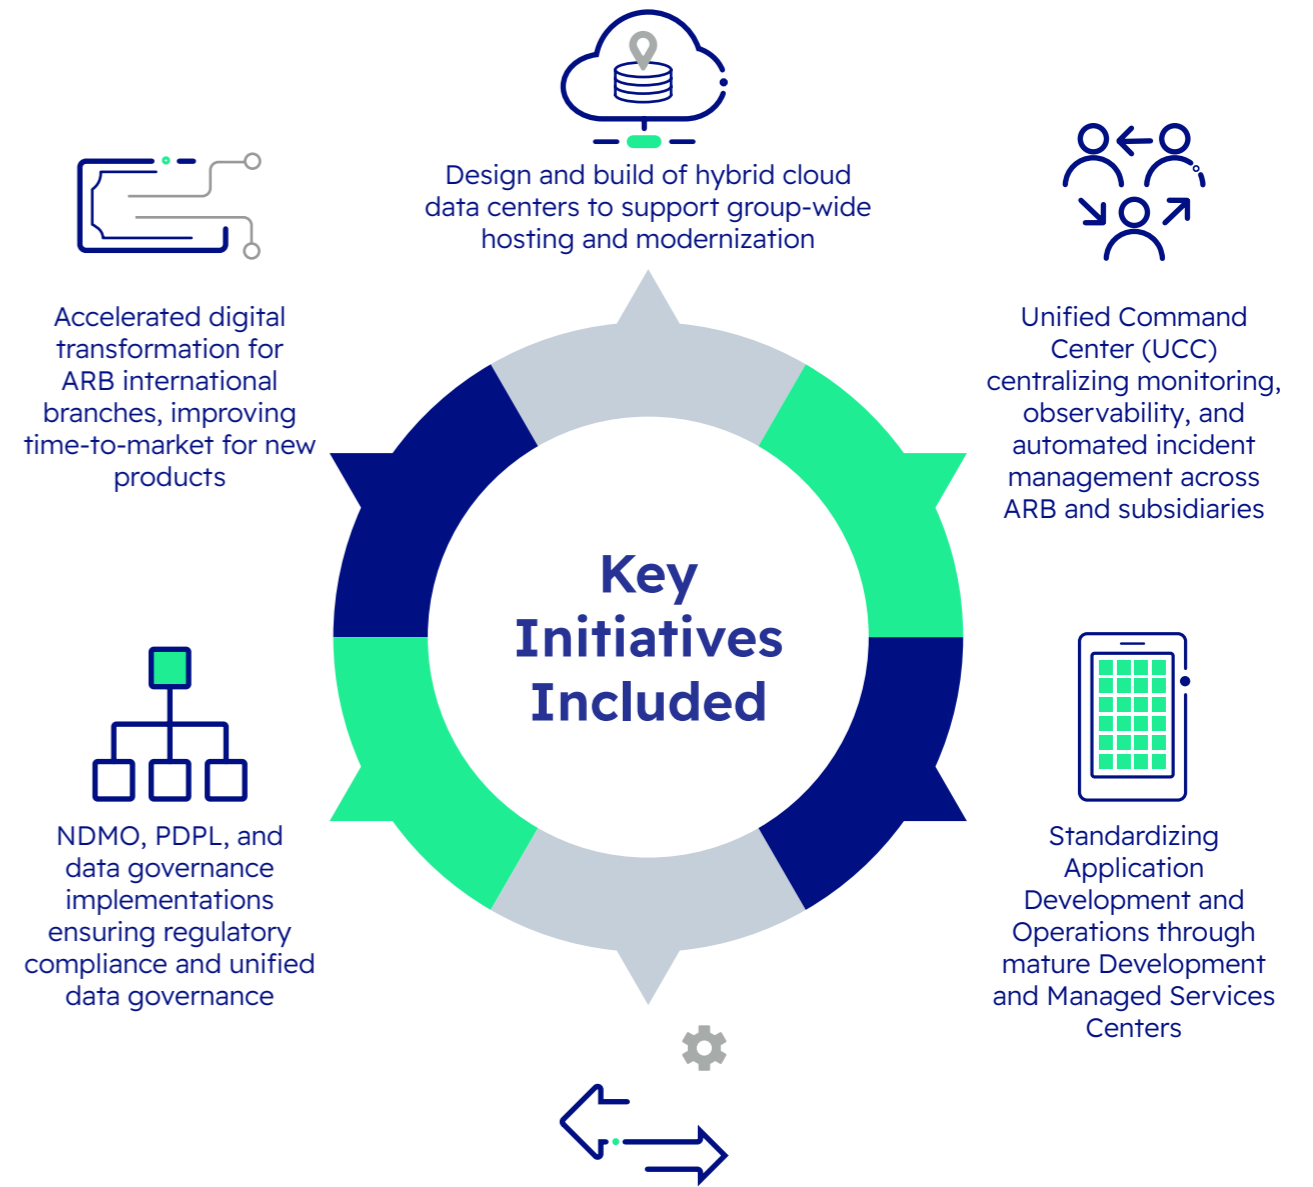 Design and build of hybrid cloud
data centers to support group-wide
hosting and modernization
Accelerated digital
transformation for
ARB international
branches, improving
time-to-market for new
products
Unified Command
Center (UCC)
centralizing monitoring,
observability, and
automated incident
management across
ARB and subsidiaries
Key
Initiatives
Included
NDMO, PDPL, and
data governance
implementations
ensuring regulatory
compliance and unified
data governance
Standardizing
Application
Development and
Operations through
mature Development
and Managed Services
Centers